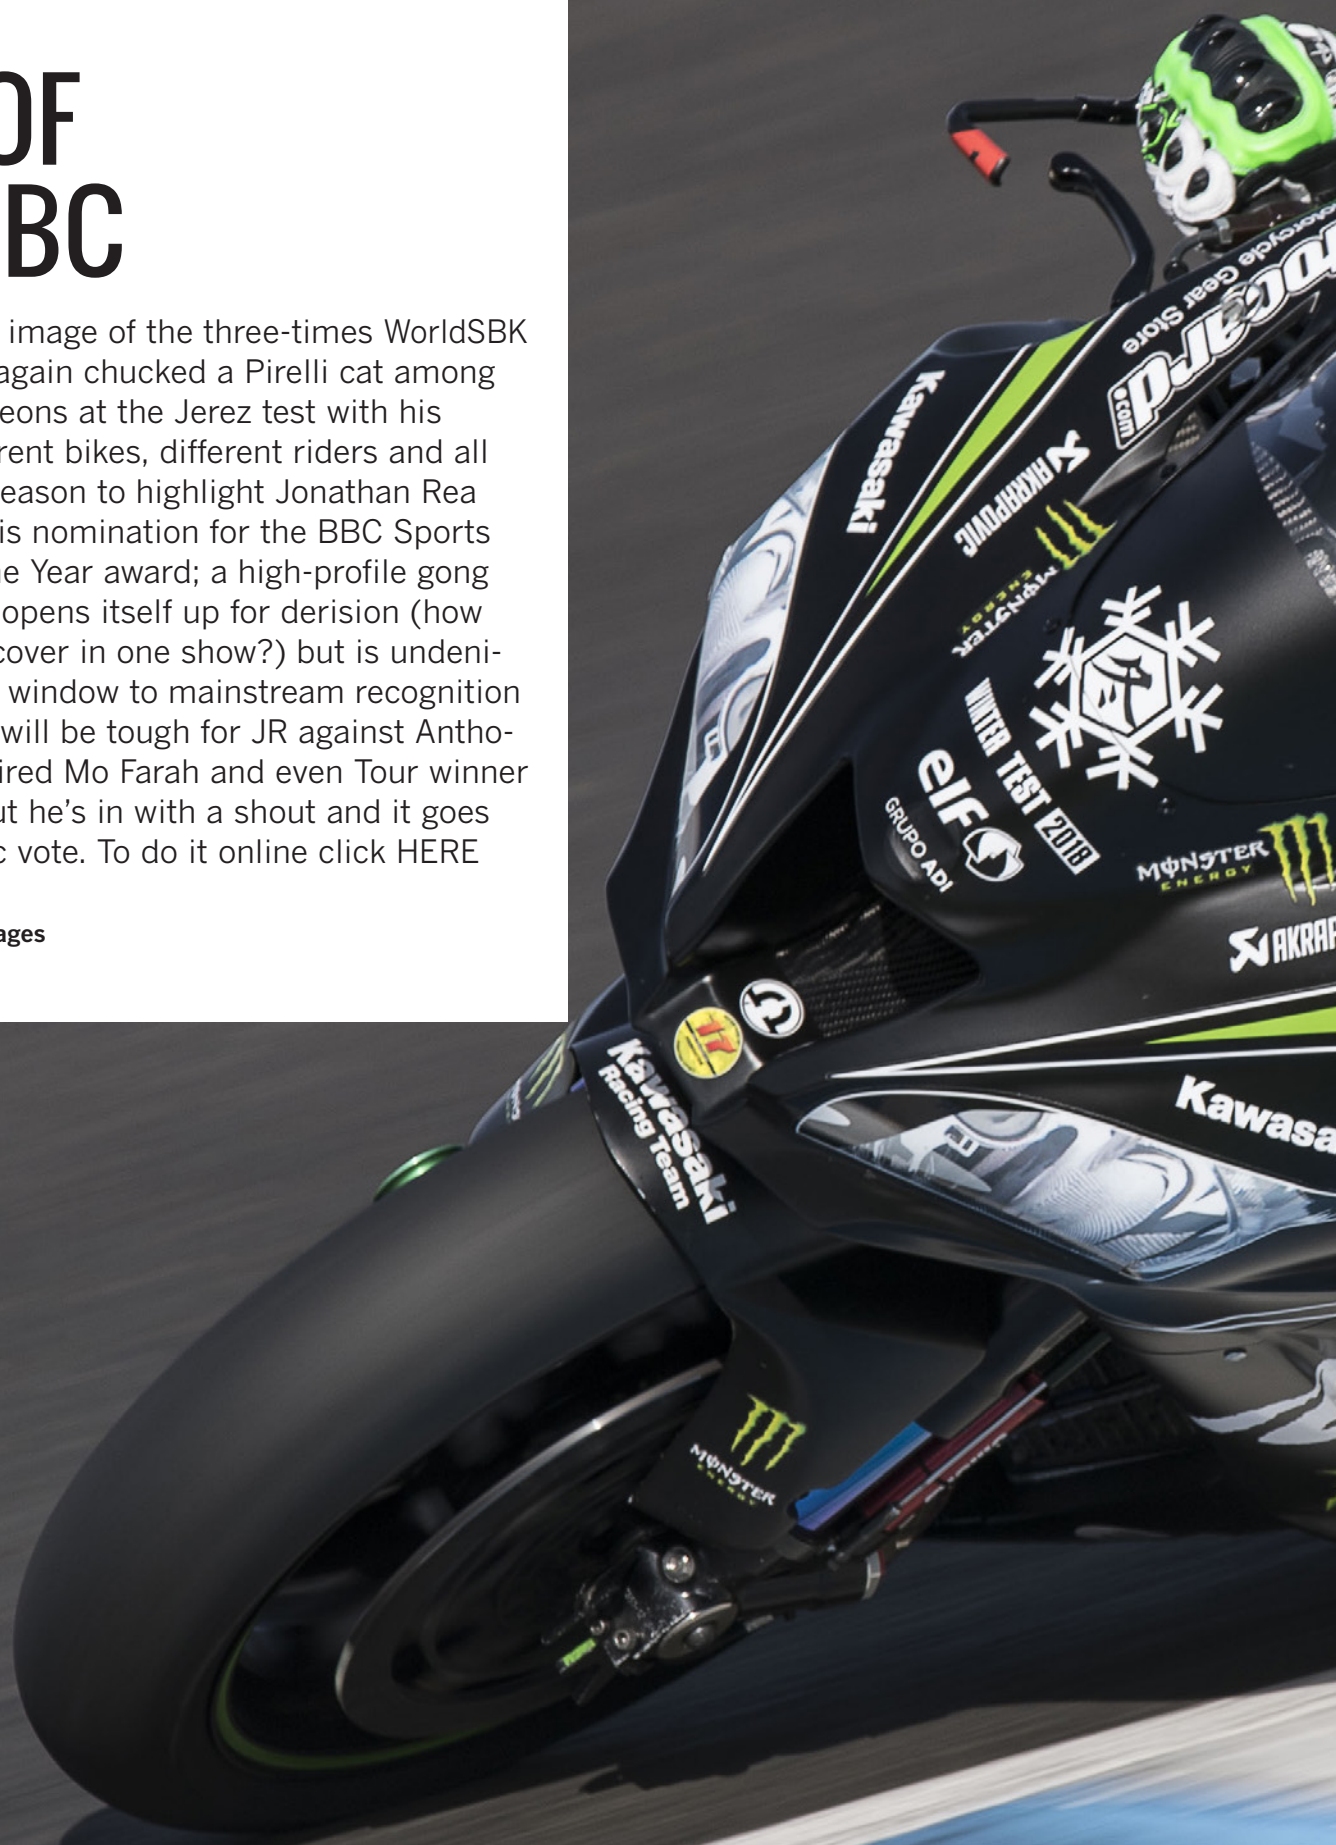 OF
BBC
image of the three-times WorldSBK
again chucked a Pirelli cat among
eons at the Jerez test with his
rent bikes, different riders and all
eason to highlight Jonathan Rea
is nomination for the BBC Sports
e Year award; a high-profile gong
opens itself up for derision (how
cover in one show?) but is undeni-
window to mainstream recognition
will be tough for JR against Antho-
ired Mo Farah and even Tour winner
ut he's in with a shout and it goes
c vote. To do it online click HERE
ages
Motorcycle Gear Store
ocard
.com
Kawasaki
AKRAPOVIC
MONSTER
ENERGY
WINTER TEST 2018
elf
GRUPO ADI
MONSTER
ENERGY
AKRAP
17
Kawasaki
Racing Team
Kawasa
MONSTER
ENERGY